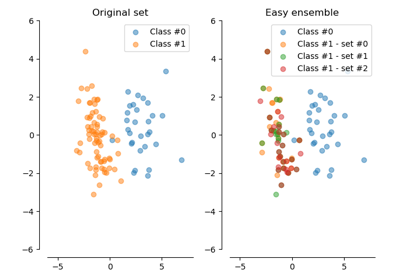 Original set
Class #0
Class #1
6
4
2
0
−2
−4
−6
−5
0
5
Easy ensemble
Class #0
Class #1 - set #0
Class #1 - set #1
Class #1 - set #2
6
4
2
0
−2
−4
−6
−5
0
5